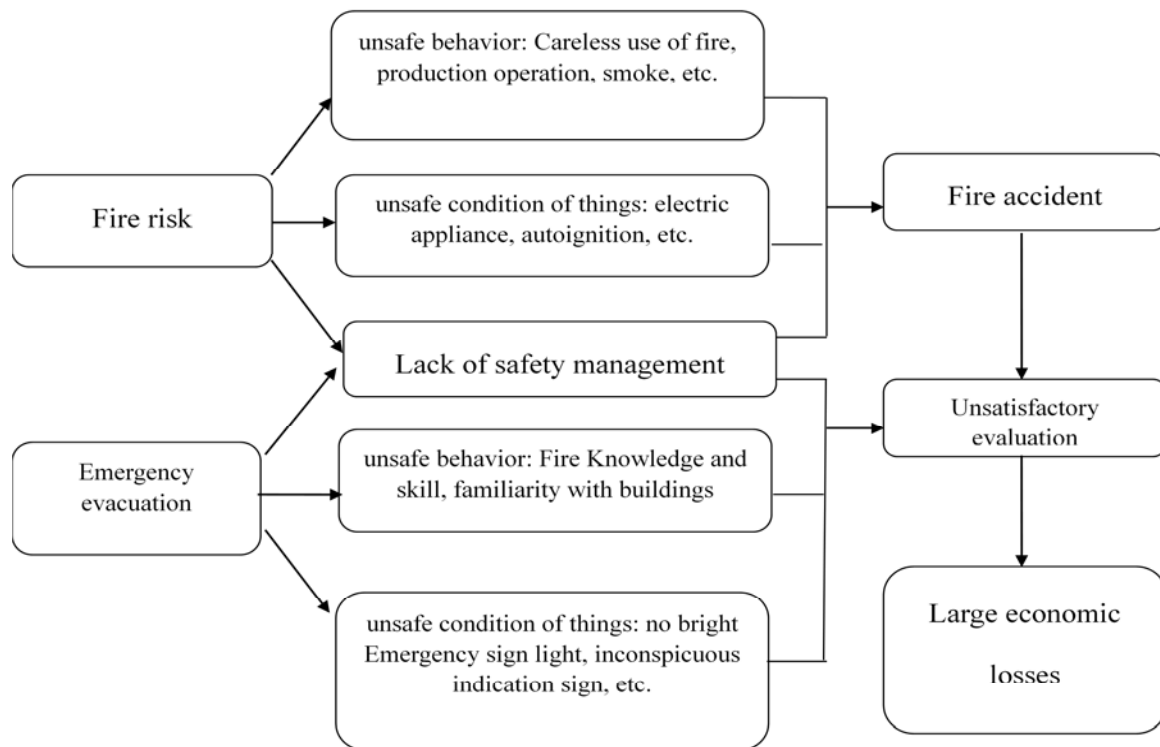 unsafe behavior: Careless use of fire,
production operation, smoke, etc.
Fire risk
unsafe condition of things: electric
appliance, autoignition, etc.
Fire accident
Lack of safety management
Emergency
evacuation
unsafe behavior: Fire Knowledge and
skill, familiarity with buildings
Unsatisfactory
evaluation
unsafe condition of things: no bright
Emergency sign light, inconspicuous
indication sign, etc.
Large economic
losses